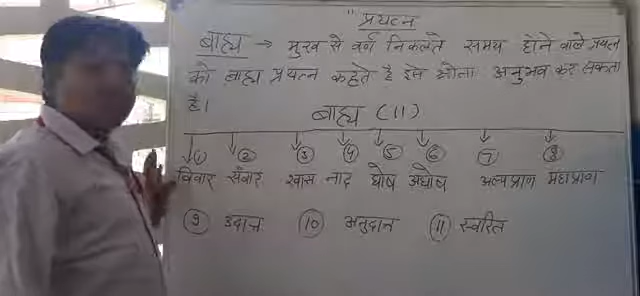 "प्रयत्न
बाह्य → मुख से वर्ण निकलते समय होने वाले प्रयत्न
को बाह्य प्रयत्न कहते है इसे श्रोता अनुभव कर सकता
है।
बाह्य (11)
① ② ③ ④ ⑤ ⑥ ⑦ ⑧
विवार संवार श्वास नाद घोष अघोष अल्पप्राण महाप्राण
⑨ उदात्त ⑩ अनुदात्त ⑪ स्वरित